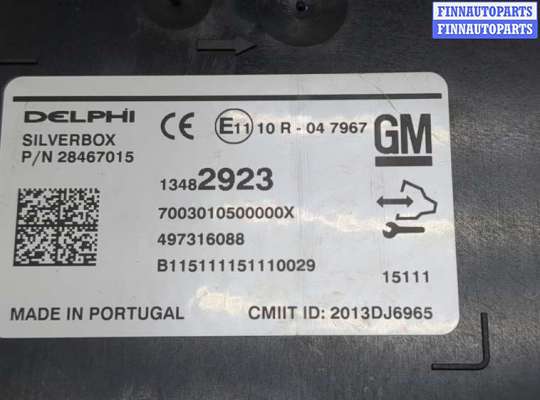 FINNAUTOPARTS
FINNAUTOPARTS
DELPHI
SILVERBOX
P/N 28467015
CE E11 10 R - 04 7967
GM
13482923
7003010500000X
497316088
B115111151110029
15111
MADE IN PORTUGAL
CMIIT ID: 2013DJ6965